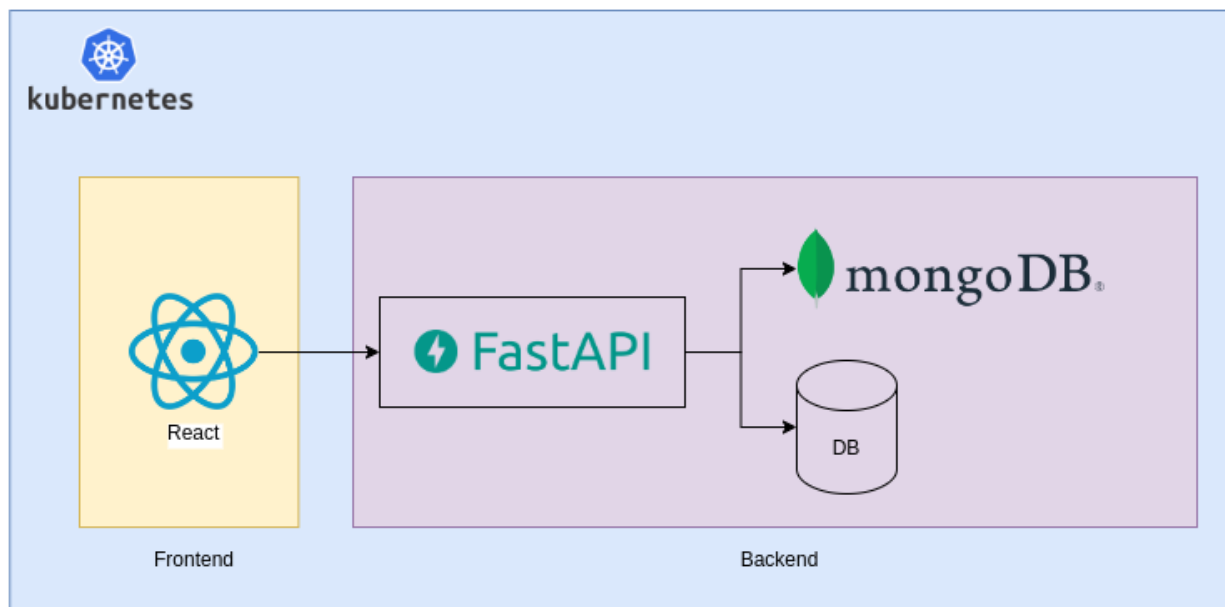 kubernetes
mongoDB®
FastAPI
React
DB
Frontend
Backend